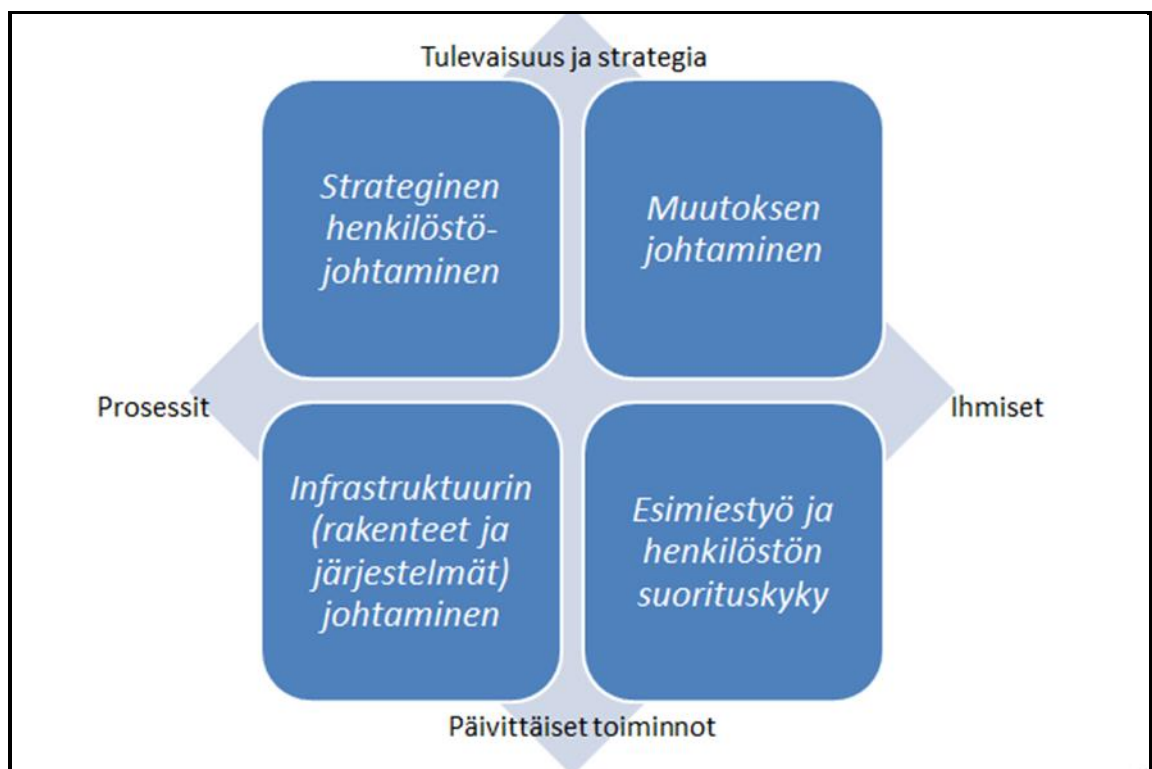 Tulevaisuus ja strategia
Strateginen
henkilöstö-
johtaminen
Muutoksen
johtaminen
Prosessit
Ihmiset
Infrastruktuurin
(rakenteet ja
järjestelmät)
johtaminen
Esimiestyö ja
henkilöstön
suorituskyky
Päivittäiset toiminnot